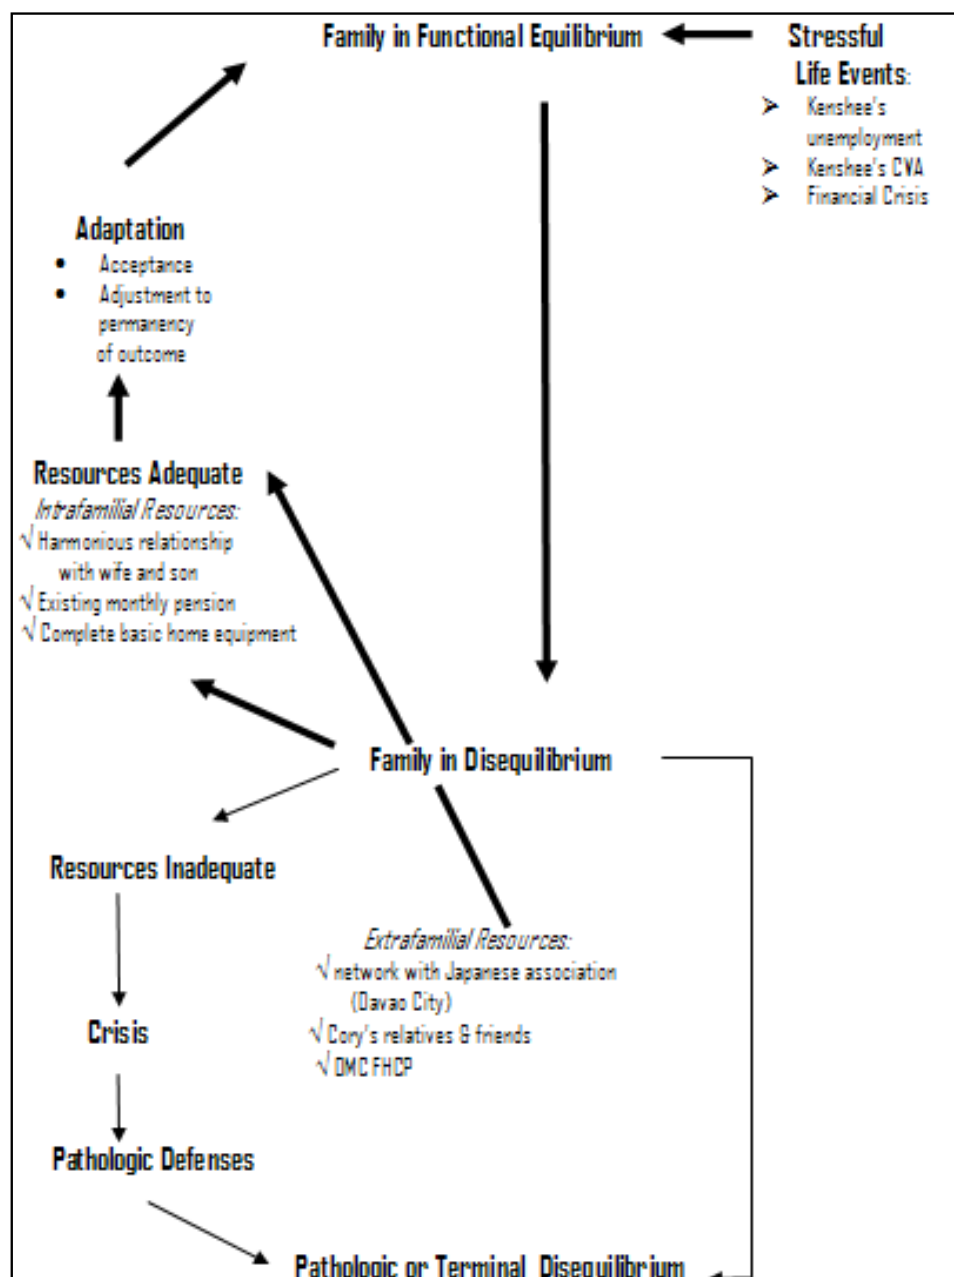 Family in Functional Equilibrium
Stressful
Life Events:
➤ Kenshee's
unemployment
➤ Kenshee's CVA
➤ Financial Crisis
Adaptation
• Acceptance
• Adjustment to
permanency
of outcome
Resources Adequate
Intrafamilial Resources:
√ Harmonious relationship
with wife and son
√ Existing monthly pension
√ Complete basic home equipment
Family in Disequilibrium
Resources Inadequate
Extrafamilial Resources:
√ network with Japanese association
(Davao City)
√ Cory's relatives & friends
√ DMC FHCP
Crisis
Pathologic Defenses
Pathologic or Terminal Disequilibrium